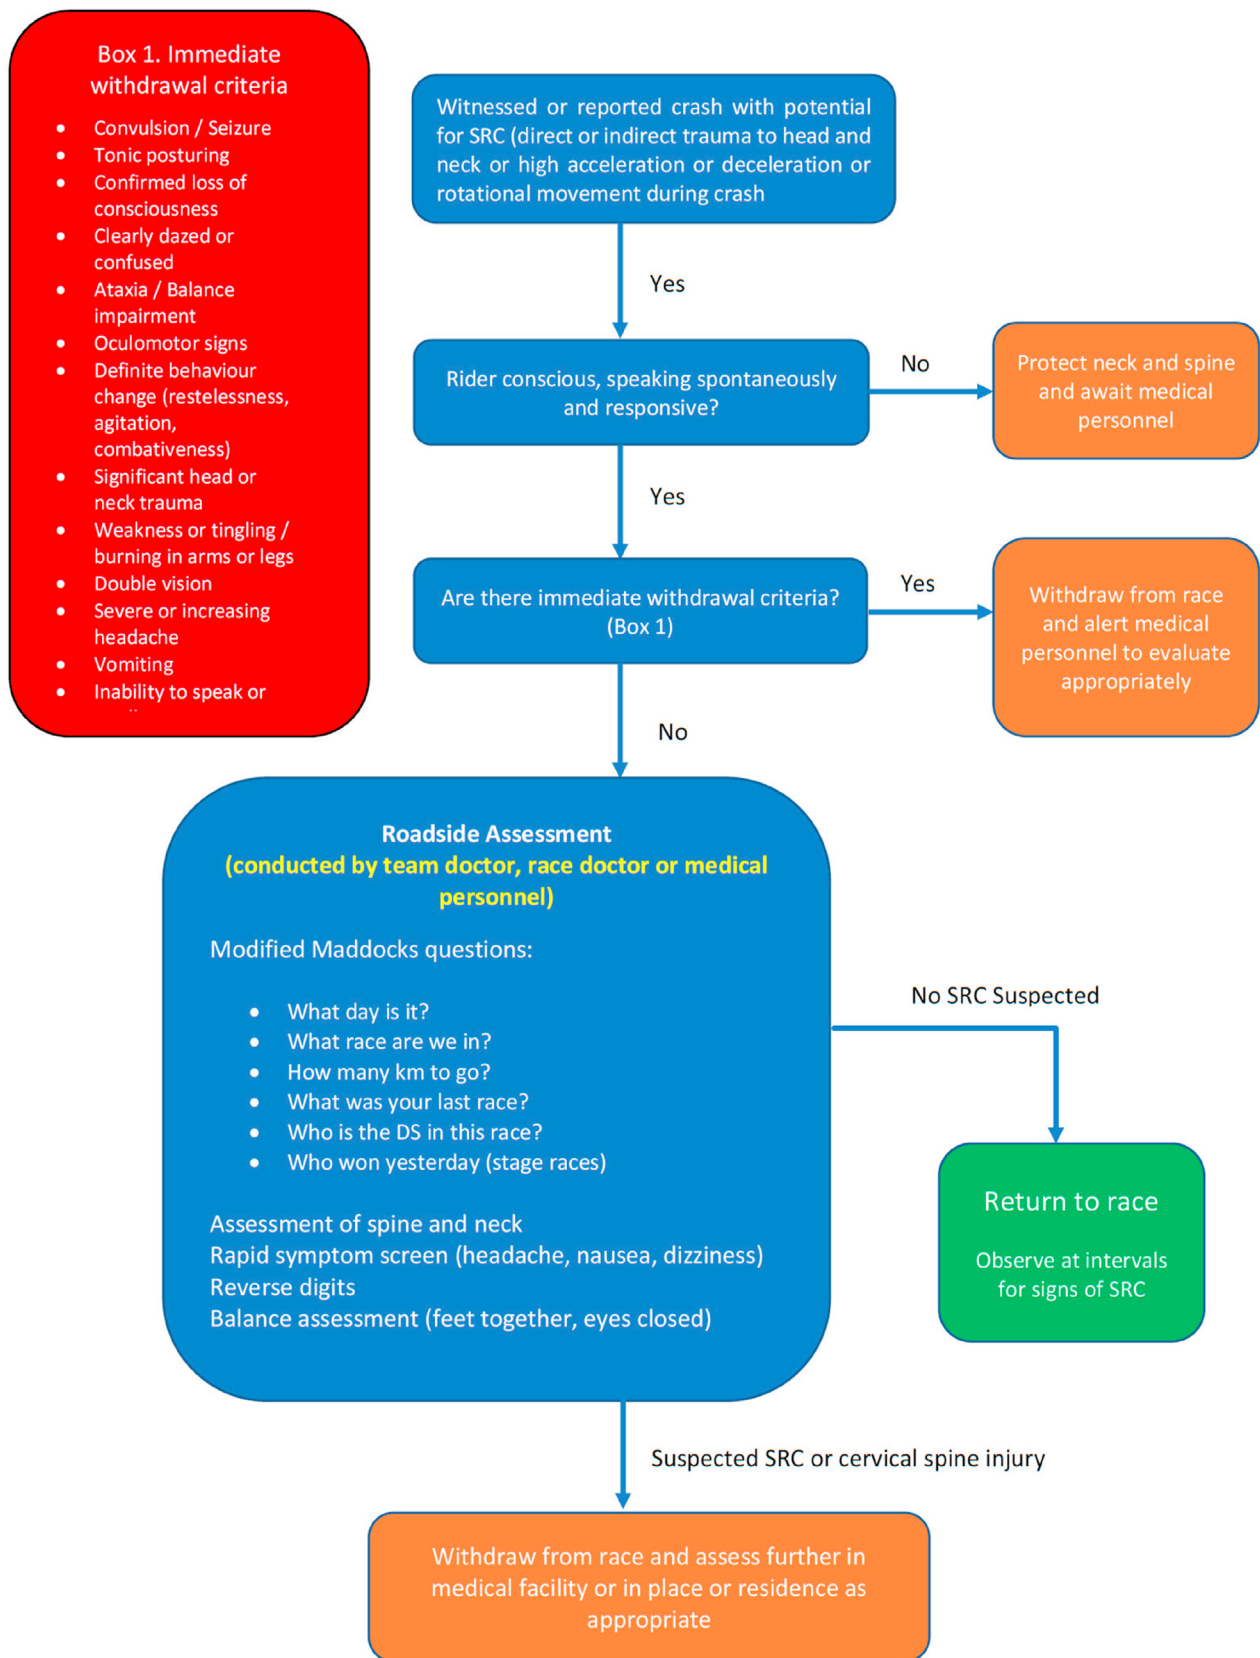 Box 1. Immediate
withdrawal criteria
• Convulsion / Seizure
• Tonic posturing
• Confirmed loss of
consciousness
• Clearly dazed or
confused
• Ataxia / Balance
impairment
• Oculomotor signs
• Definite behaviour
change (restelessness,
agitation,
combativeness)
• Significant head or
neck trauma
• Weakness or tingling /
burning in arms or legs
• Double vision
• Severe or increasing
headache
• Vomiting
• Inability to speak or
Witnessed or reported crash with potential
for SRC (direct or indirect trauma to head and
neck or high acceleration or deceleration or
rotational movement during crash
Yes
Rider conscious, speaking spontaneously
and responsive?
No
Protect neck and spine
and await medical
personnel
Yes
Are there immediate withdrawal criteria?
(Box 1)
Yes
Withdraw from race
and alert medical
personnel to evaluate
appropriately
No
Roadside Assessment
(conducted by team doctor, race doctor or medical
personnel)
Modified Maddocks questions:
• What day is it?
• What race are we in?
• How many km to go?
• What was your last race?
• Who is the DS in this race?
• Who won yesterday (stage races)
Assessment of spine and neck
Rapid symptom screen (headache, nausea, dizziness)
Reverse digits
Balance assessment (feet together, eyes closed)
No SRC Suspected
Return to race
Observe at intervals
for signs of SRC
Suspected SRC or cervical spine injury
Withdraw from race and assess further in
medical facility or in place or residence as
appropriate